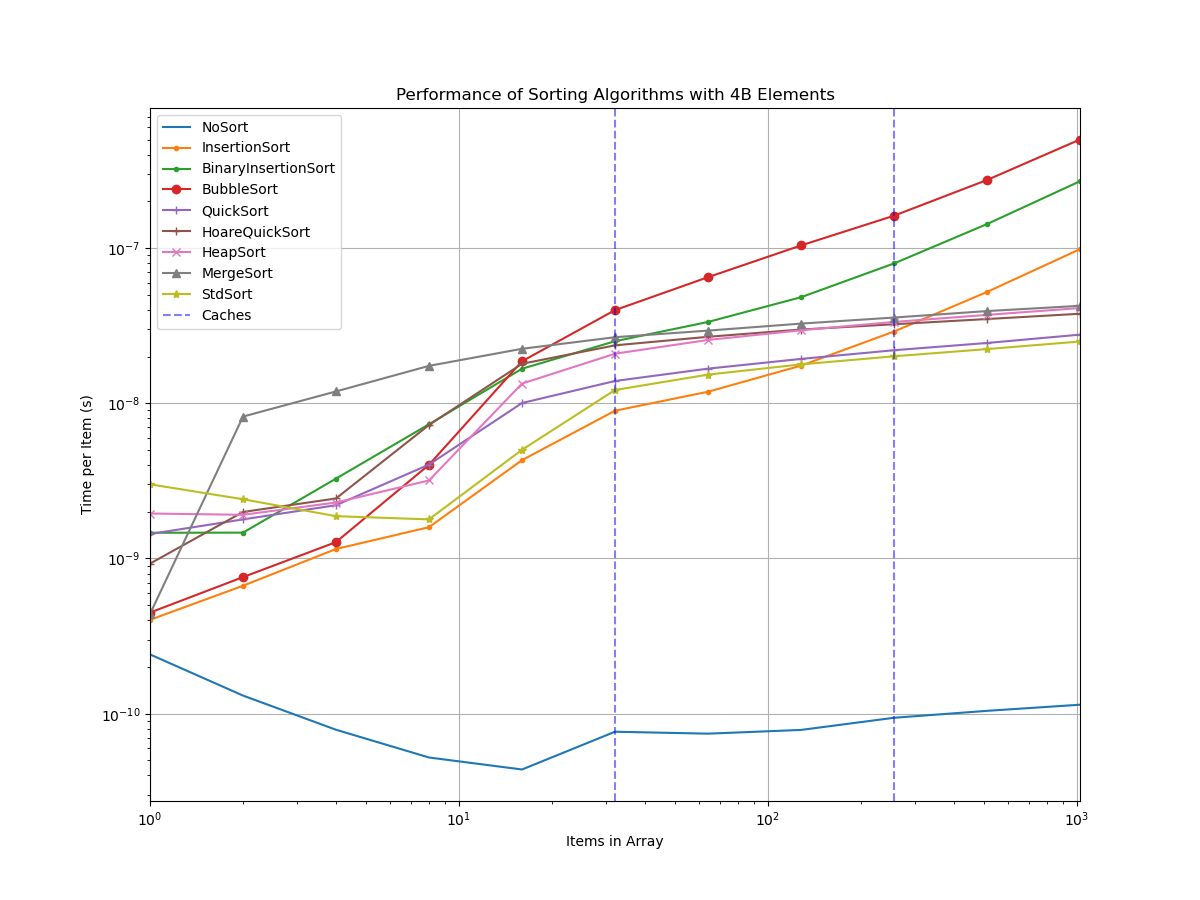 Performance of Sorting Algorithms with 4B Elements
NoSort
InsertionSort
BinaryInsertionSort
BubbleSort
QuickSort
HoareQuickSort
HeapSort
MergeSort
StdSort
Caches
Time per Item (s)
10⁻⁷
10⁻⁸
10⁻⁹
10⁻¹⁰
10⁰ 10¹ 10² 10³
Items in Array